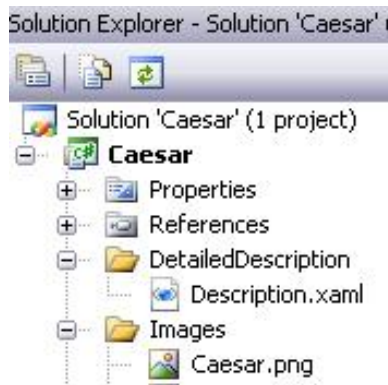 Solution Explorer - Solution 'Caesar'
Solution 'Caesar' (1 project)
Caesar
Properties
References
DetailedDescription
Description.xaml
Images
Caesar.png